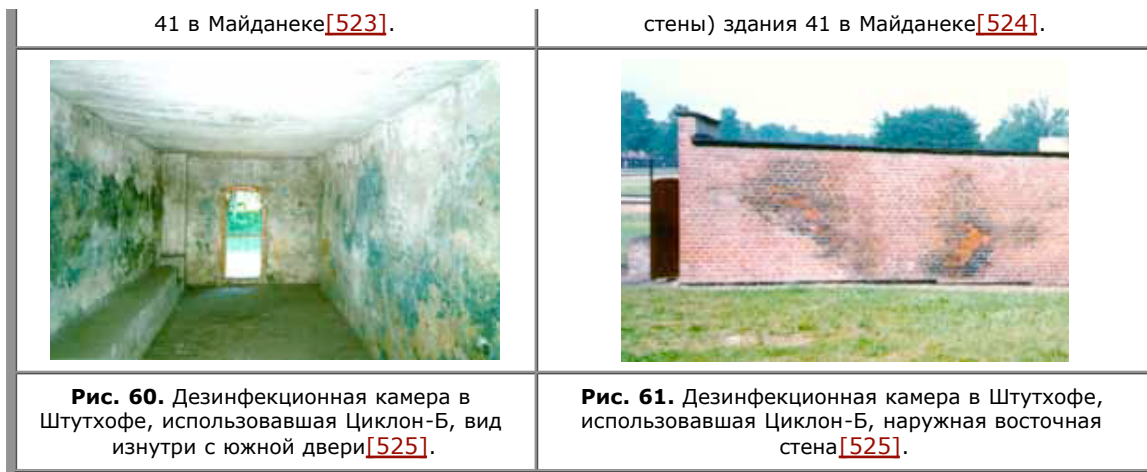 41 в Майданеке[523].
стены) здания 41 в Майданеке[524].
Рис. 60. Дезинфекционная камера в
Штутхофе, использовавшая Циклон-Б, вид
изнутри с южной двери[525].
Рис. 61. Дезинфекционная камера в Штутхофе,
использовавшая Циклон-Б, наружная восточная
стена[525].